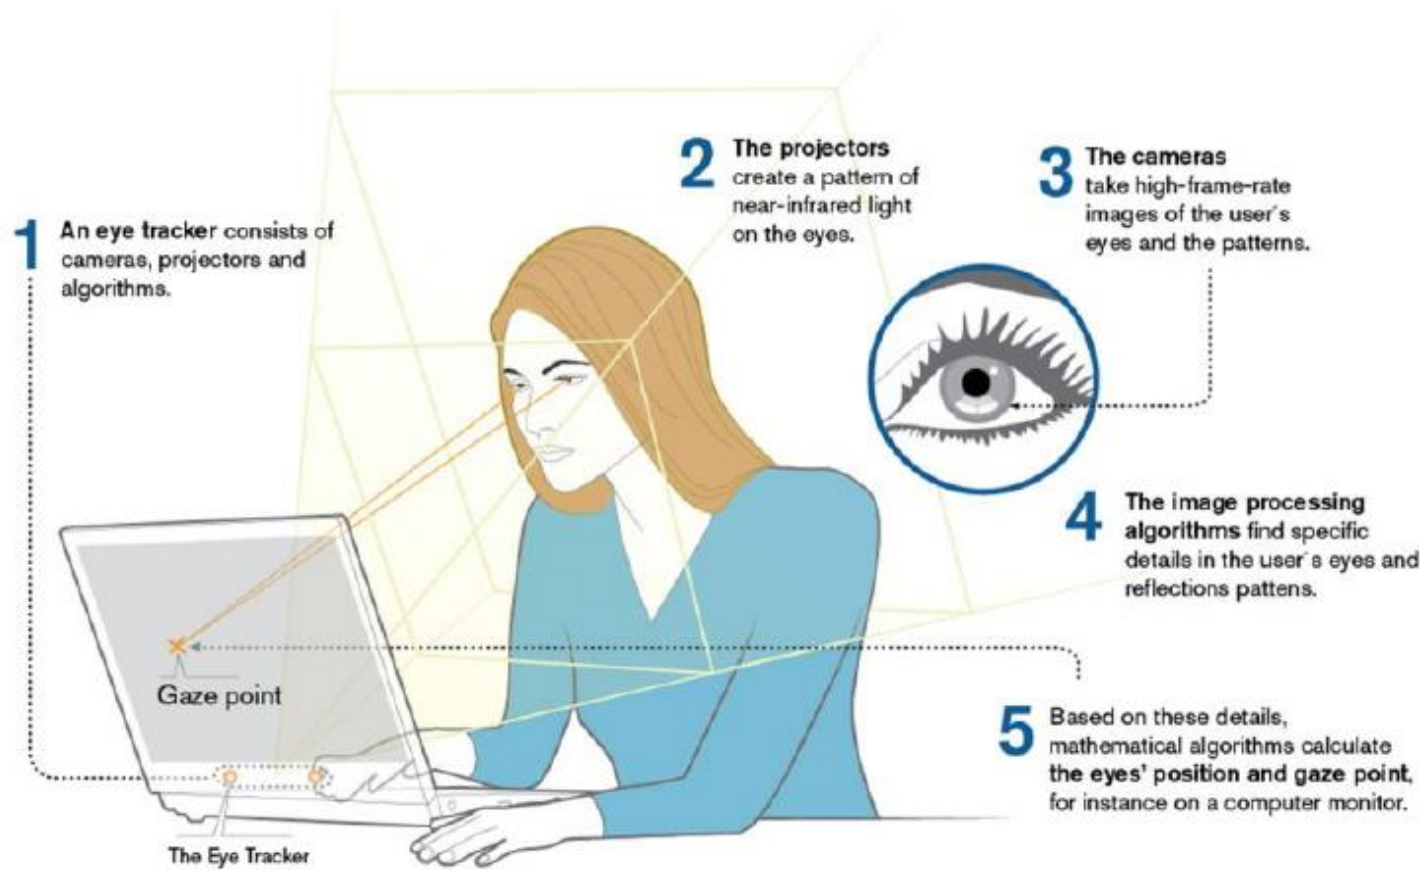 1
An eye tracker consists of
cameras, projectors and
algorithms.
2
The projectors
create a pattern of
near-infrared light
on the eyes.
3
The cameras
take high-frame-rate
images of the user's
eyes and the patterns.
4
The image processing
algorithms find specific
details in the user's eyes and
reflections pattens.
5
Based on these details,
mathematical algorithms calculate
the eyes' position and gaze point,
for instance on a computer monitor.
Gaze point
The Eye Tracker